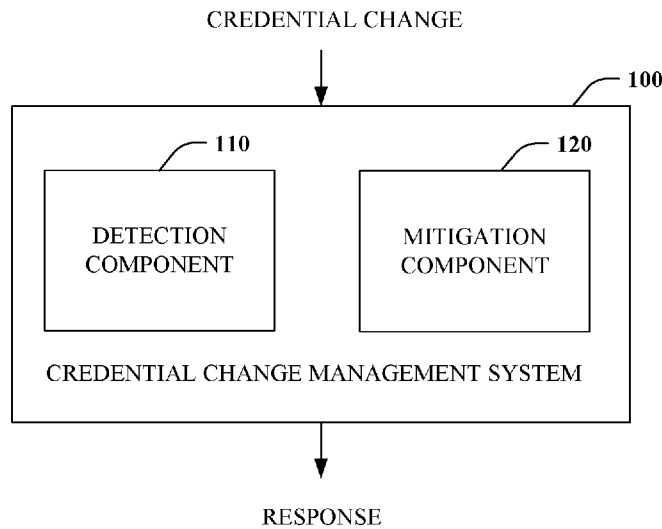 CREDENTIAL CHANGE
100
110
120
DETECTION
COMPONENT
MITIGATION
COMPONENT
CREDENTIAL CHANGE MANAGEMENT SYSTEM
RESPONSE